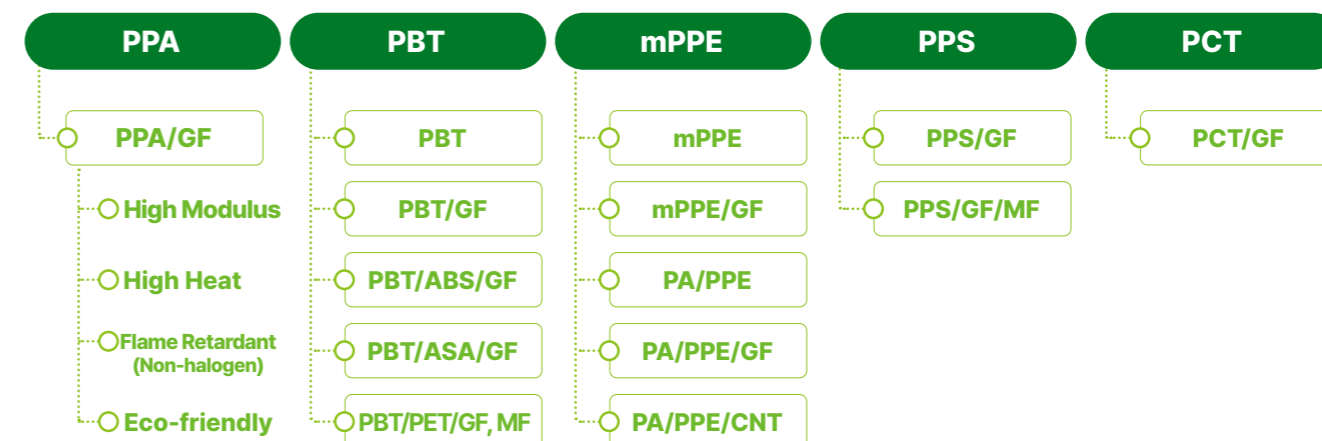 PPA
PPA/GF
High Modulus
High Heat
Flame Retardant
(Non-halogen)
Eco-friendly
PBT
PBT
PBT/GF
PBT/ABS/GF
PBT/ASA/GF
PBT/PET/GF, MF
mPPE
mPPE
mPPE/GF
PA/PPE
PA/PPE/GF
PA/PPE/CNT
PPS
PPS/GF
PPS/GF/MF
PCT
PCT/GF